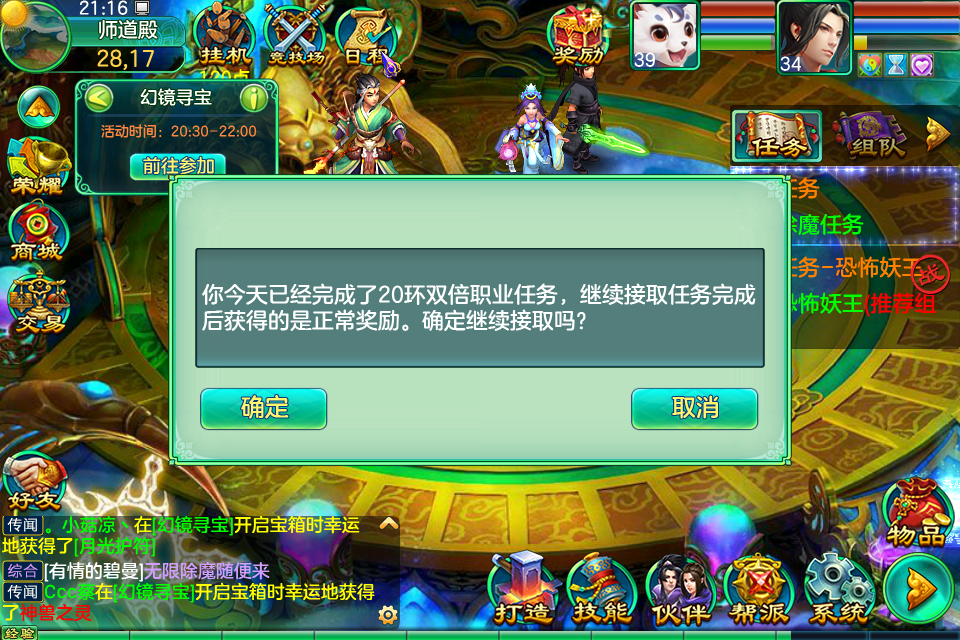 21:16
师道殿
28,17
挂机
120点
竞技场
日程
奖励
39
34
幻镜寻宝
活动时间：20:30-22:00
前往参加
荣耀
商城
交易
好友
任务
组队
任务
除魔任务
任务-恐怖妖王
战
恐怖妖王(推荐组
你今天已经完成了20环双倍职业任务，继续接取任务完成
后获得的是正常奖励。确定继续接取吗？
确定
取消
传闻 。小菇凉丶在[幻镜寻宝]开启宝箱时幸运
地获得了[月光护符]
综合 [有情的碧曼]无限除魔随便来
传闻 Ccc寨在[幻镜寻宝]开启宝箱时幸运地获得
了神兽之灵
经验
打造
技能
伙伴
帮派
系统
物品